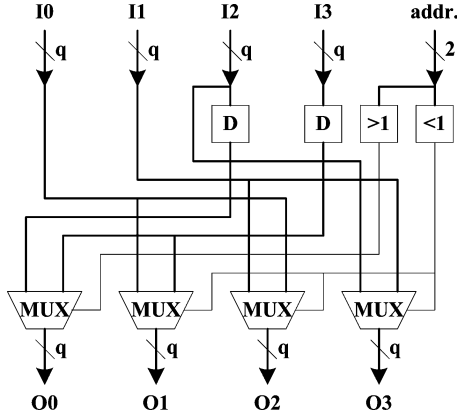 I0 I1 I2 I3 addr.
q q q q 2
D D >1 <1
MUX MUX MUX MUX
q q q q
O0 O1 O2 O3